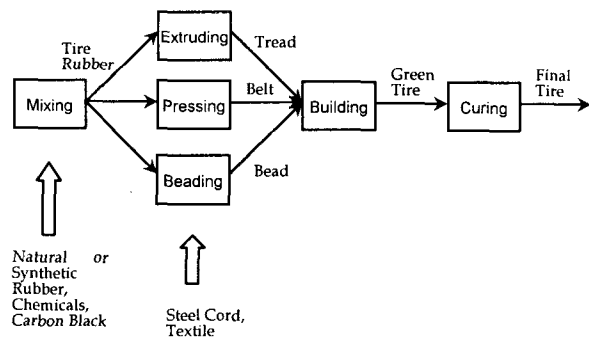 Extruding
Tire
Rubber
Tread
Mixing
Pressing
Belt
Building
Green
Tire
Curing
Final
Tire
Beading
Bead
Natural or
Synthetic
Rubber,
Chemicals,
Carbon Black
Steel Cord,
Textile